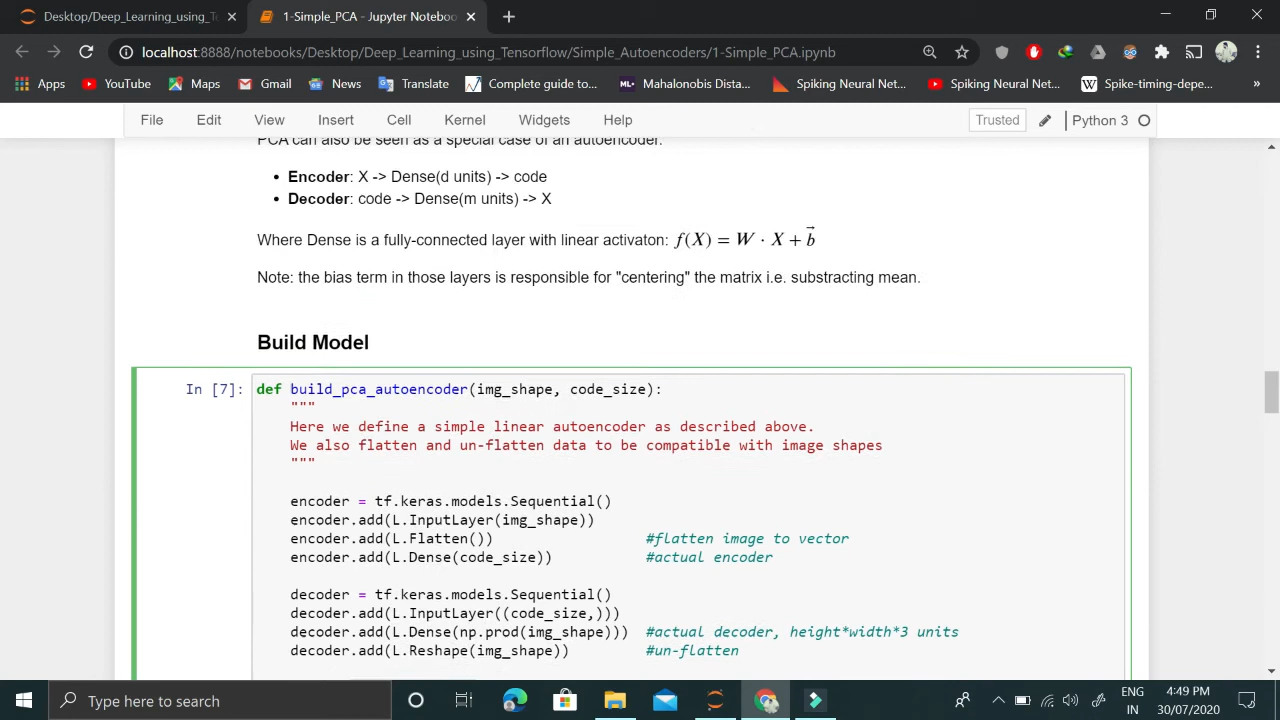 Desktop/Deep_Learning_using_Te
1-Simple_PCA - Jupyter Noteboo
localhost:8888/notebooks/Desktop/Deep_Learning_using_Tensorflow/Simple_Autoencoders/1-Simple_PCA.ipynb
Apps YouTube Maps Gmail News Translate Complete guide to... ML+ Mahalonobis Dista... Spiking Neural Net... Spiking Neural Net... Spike-timing-depe... »
File Edit View Insert Cell Kernel Widgets Help Trusted Python 3
PCA can also be seen as a special case of an autoencoder.
• Encoder: X -> Dense(d units) -> code
• Decoder: code -> Dense(m units) -> X
Where Dense is a fully-connected layer with linear activaton: f(X) = W · X + b⃗
Note: the bias term in those layers is responsible for "centering" the matrix i.e. substracting mean.
Build Model
In [7]: def build_pca_autoencoder(img_shape, code_size):
"""
Here we define a simple linear autoencoder as described above.
We also flatten and un-flatten data to be compatible with image shapes
"""
encoder = tf.keras.models.Sequential()
encoder.add(L.InputLayer(img_shape))
encoder.add(L.Flatten()) #flatten image to vector
encoder.add(L.Dense(code_size)) #actual encoder
decoder = tf.keras.models.Sequential()
decoder.add(L.InputLayer((code_size,)))
decoder.add(L.Dense(np.prod(img_shape))) #actual decoder, height*width*3 units
decoder.add(L.Reshape(img_shape)) #un-flatten
Type here to search
ENG
IN
4:49 PM
30/07/2020